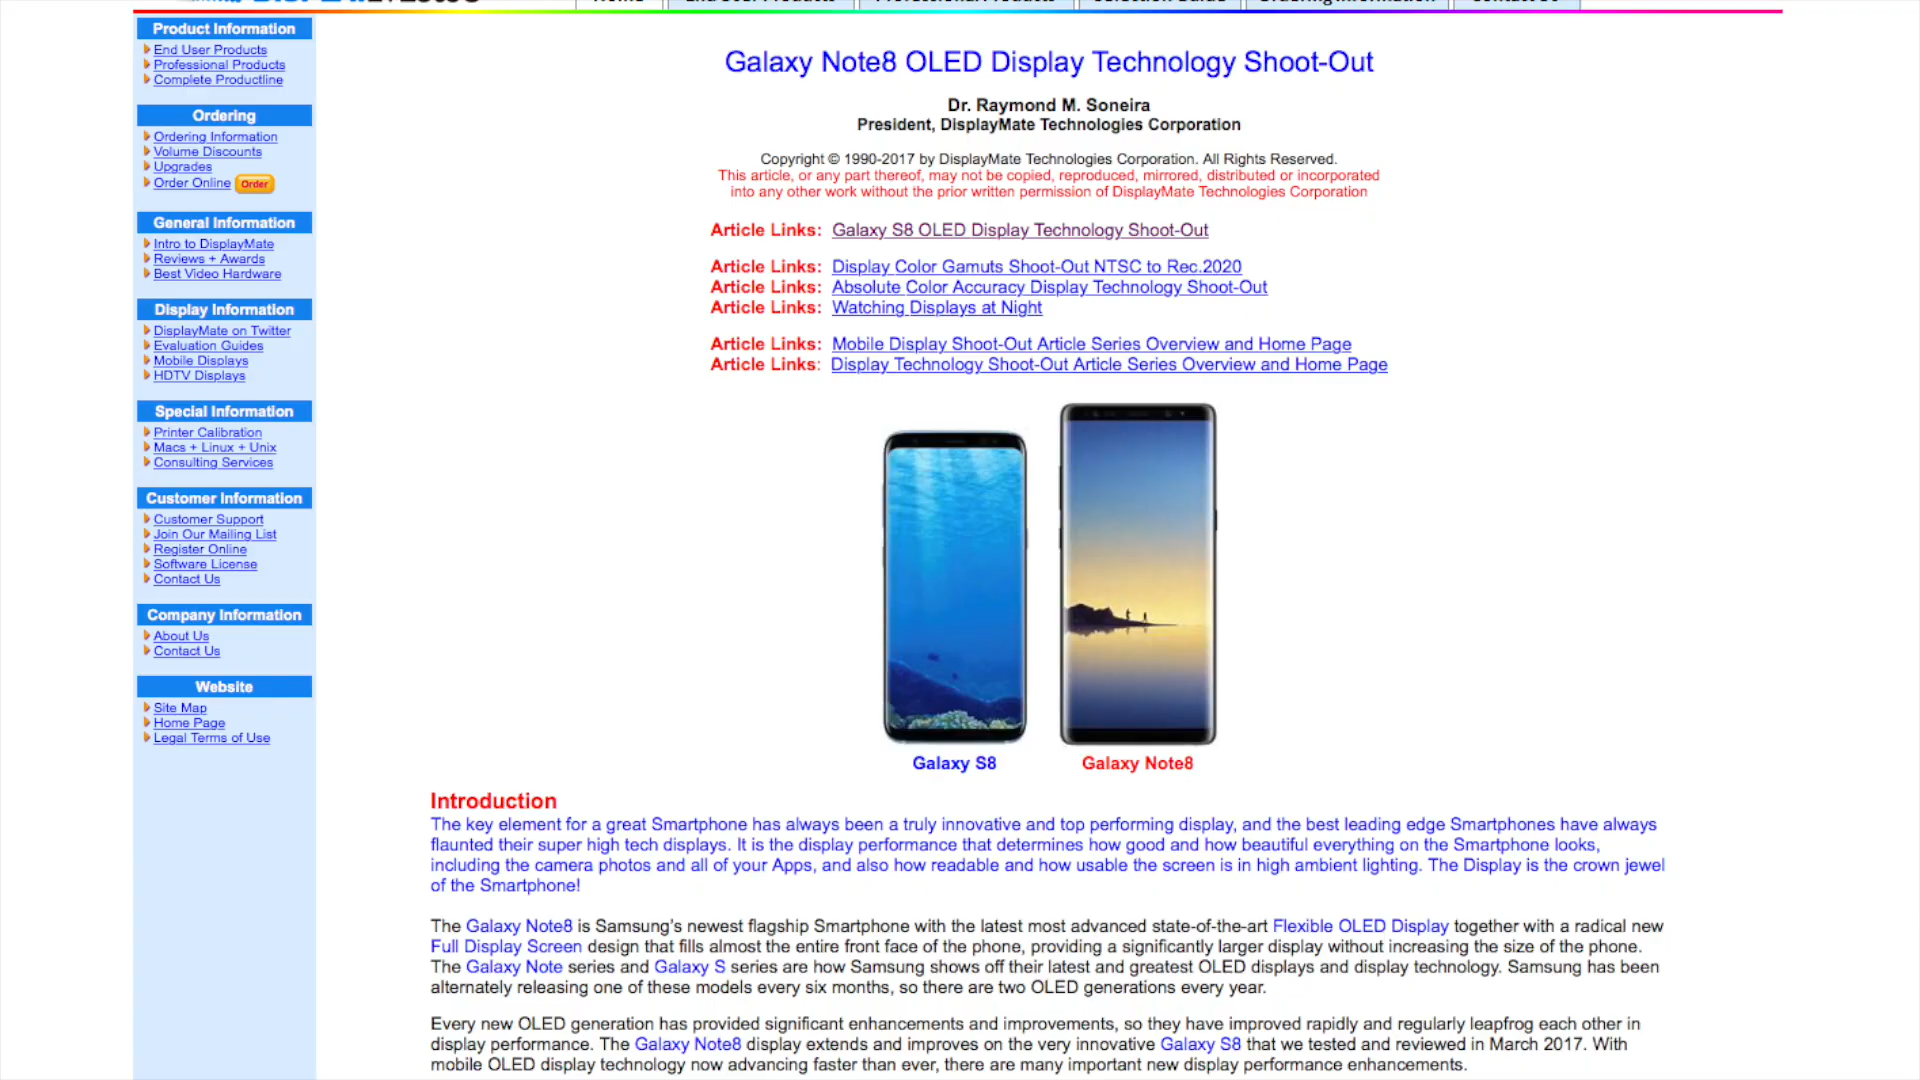 Product Information
End User Products
Professional Products
Complete Productline
Ordering
Ordering Information
Volume Discounts
Upgrades
Order Online Order
General Information
Intro to DisplayMate
Reviews + Awards
Best Video Hardware
Display Information
DisplayMate on Twitter
Evaluation Guides
Mobile Displays
HDTV Displays
Special Information
Printer Calibration
Macs + Linux + Unix
Consulting Services
Customer Information
Customer Support
Join Our Mailing List
Register Online
Software License
Contact Us
Company Information
About Us
Contact Us
Website
Site Map
Home Page
Legal Terms of Use
Galaxy Note8 OLED Display Technology Shoot-Out
Dr. Raymond M. Soneira
President, DisplayMate Technologies Corporation
Copyright © 1990-2017 by DisplayMate Technologies Corporation. All Rights Reserved.
This article, or any part thereof, may not be copied, reproduced, mirrored, distributed or incorporated
into any other work without the prior written permission of DisplayMate Technologies Corporation
Article Links: Galaxy S8 OLED Display Technology Shoot-Out
Article Links: Display Color Gamuts Shoot-Out NTSC to Rec.2020
Article Links: Absolute Color Accuracy Display Technology Shoot-Out
Article Links: Watching Displays at Night
Article Links: Mobile Display Shoot-Out Article Series Overview and Home Page
Article Links: Display Technology Shoot-Out Article Series Overview and Home Page
Galaxy S8 Galaxy Note8
Introduction
The key element for a great Smartphone has always been a truly innovative and top performing display, and the best leading edge Smartphones have always
flaunted their super high tech displays. It is the display performance that determines how good and how beautiful everything on the Smartphone looks,
including the camera photos and all of your Apps, and also how readable and how usable the screen is in high ambient lighting. The Display is the crown jewel
of the Smartphone!
The Galaxy Note8 is Samsung's newest flagship Smartphone with the latest most advanced state-of-the-art Flexible OLED Display together with a radical new
Full Display Screen design that fills almost the entire front face of the phone, providing a significantly larger display without increasing the size of the phone.
The Galaxy Note series and Galaxy S series are how Samsung shows off their latest and greatest OLED displays and display technology. Samsung has been
alternately releasing one of these models every six months, so there are two OLED generations every year.
Every new OLED generation has provided significant enhancements and improvements, so they have improved rapidly and regularly leapfrog each other in
display performance. The Galaxy Note8 display extends and improves on the very innovative Galaxy S8 that we tested and reviewed in March 2017. With
mobile OLED display technology now advancing faster than ever, there are many important new display performance enhancements.